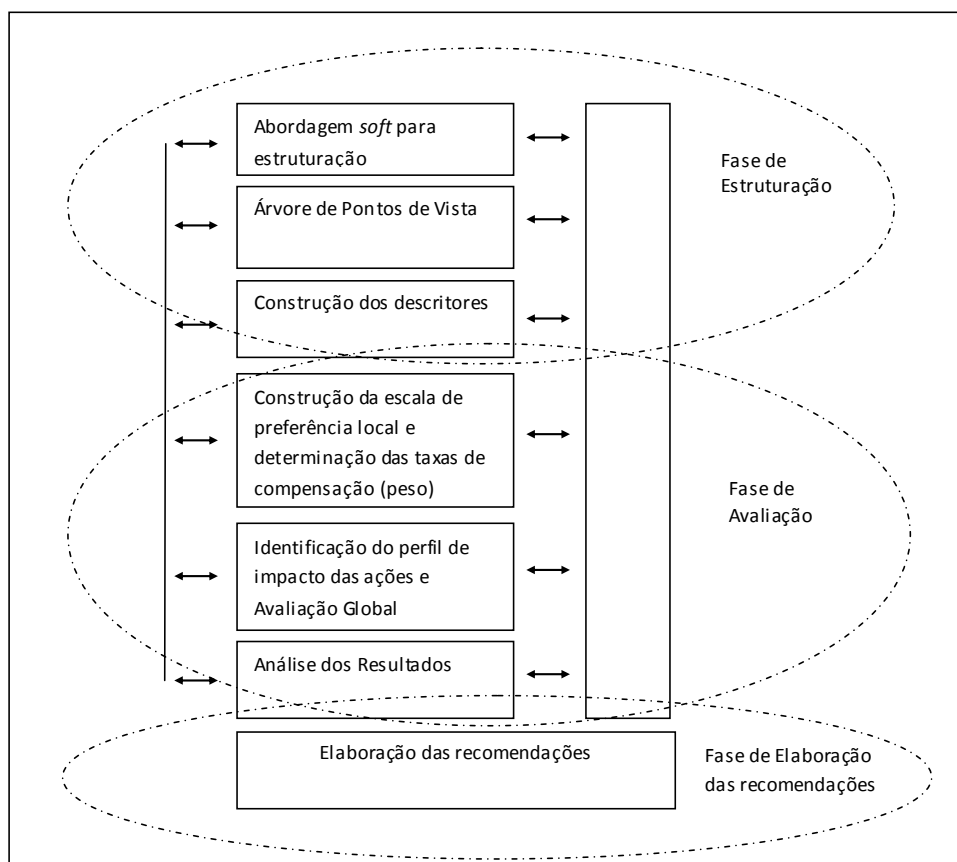 Abordagem soft para
estruturação
Fase de
Estruturação
Árvore de Pontos de Vista
Construção dos descritores
Construção da escala de
preferência local e
determinação das taxas de
compensação (peso)
Fase de
Avaliação
Identificação do perfil de
impacto das ações e
Avaliação Global
Análise dos Resultados
Elaboração das recomendações
Fase de Elaboração
das recomendações